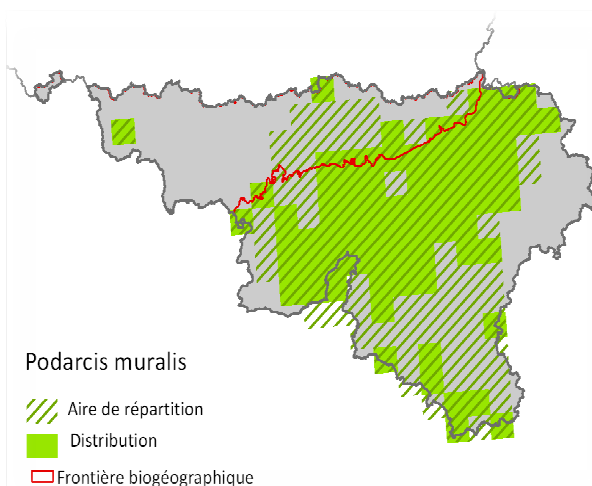 Podarcis muralis
Aire de répartition
Distribution
Frontière biogéographique